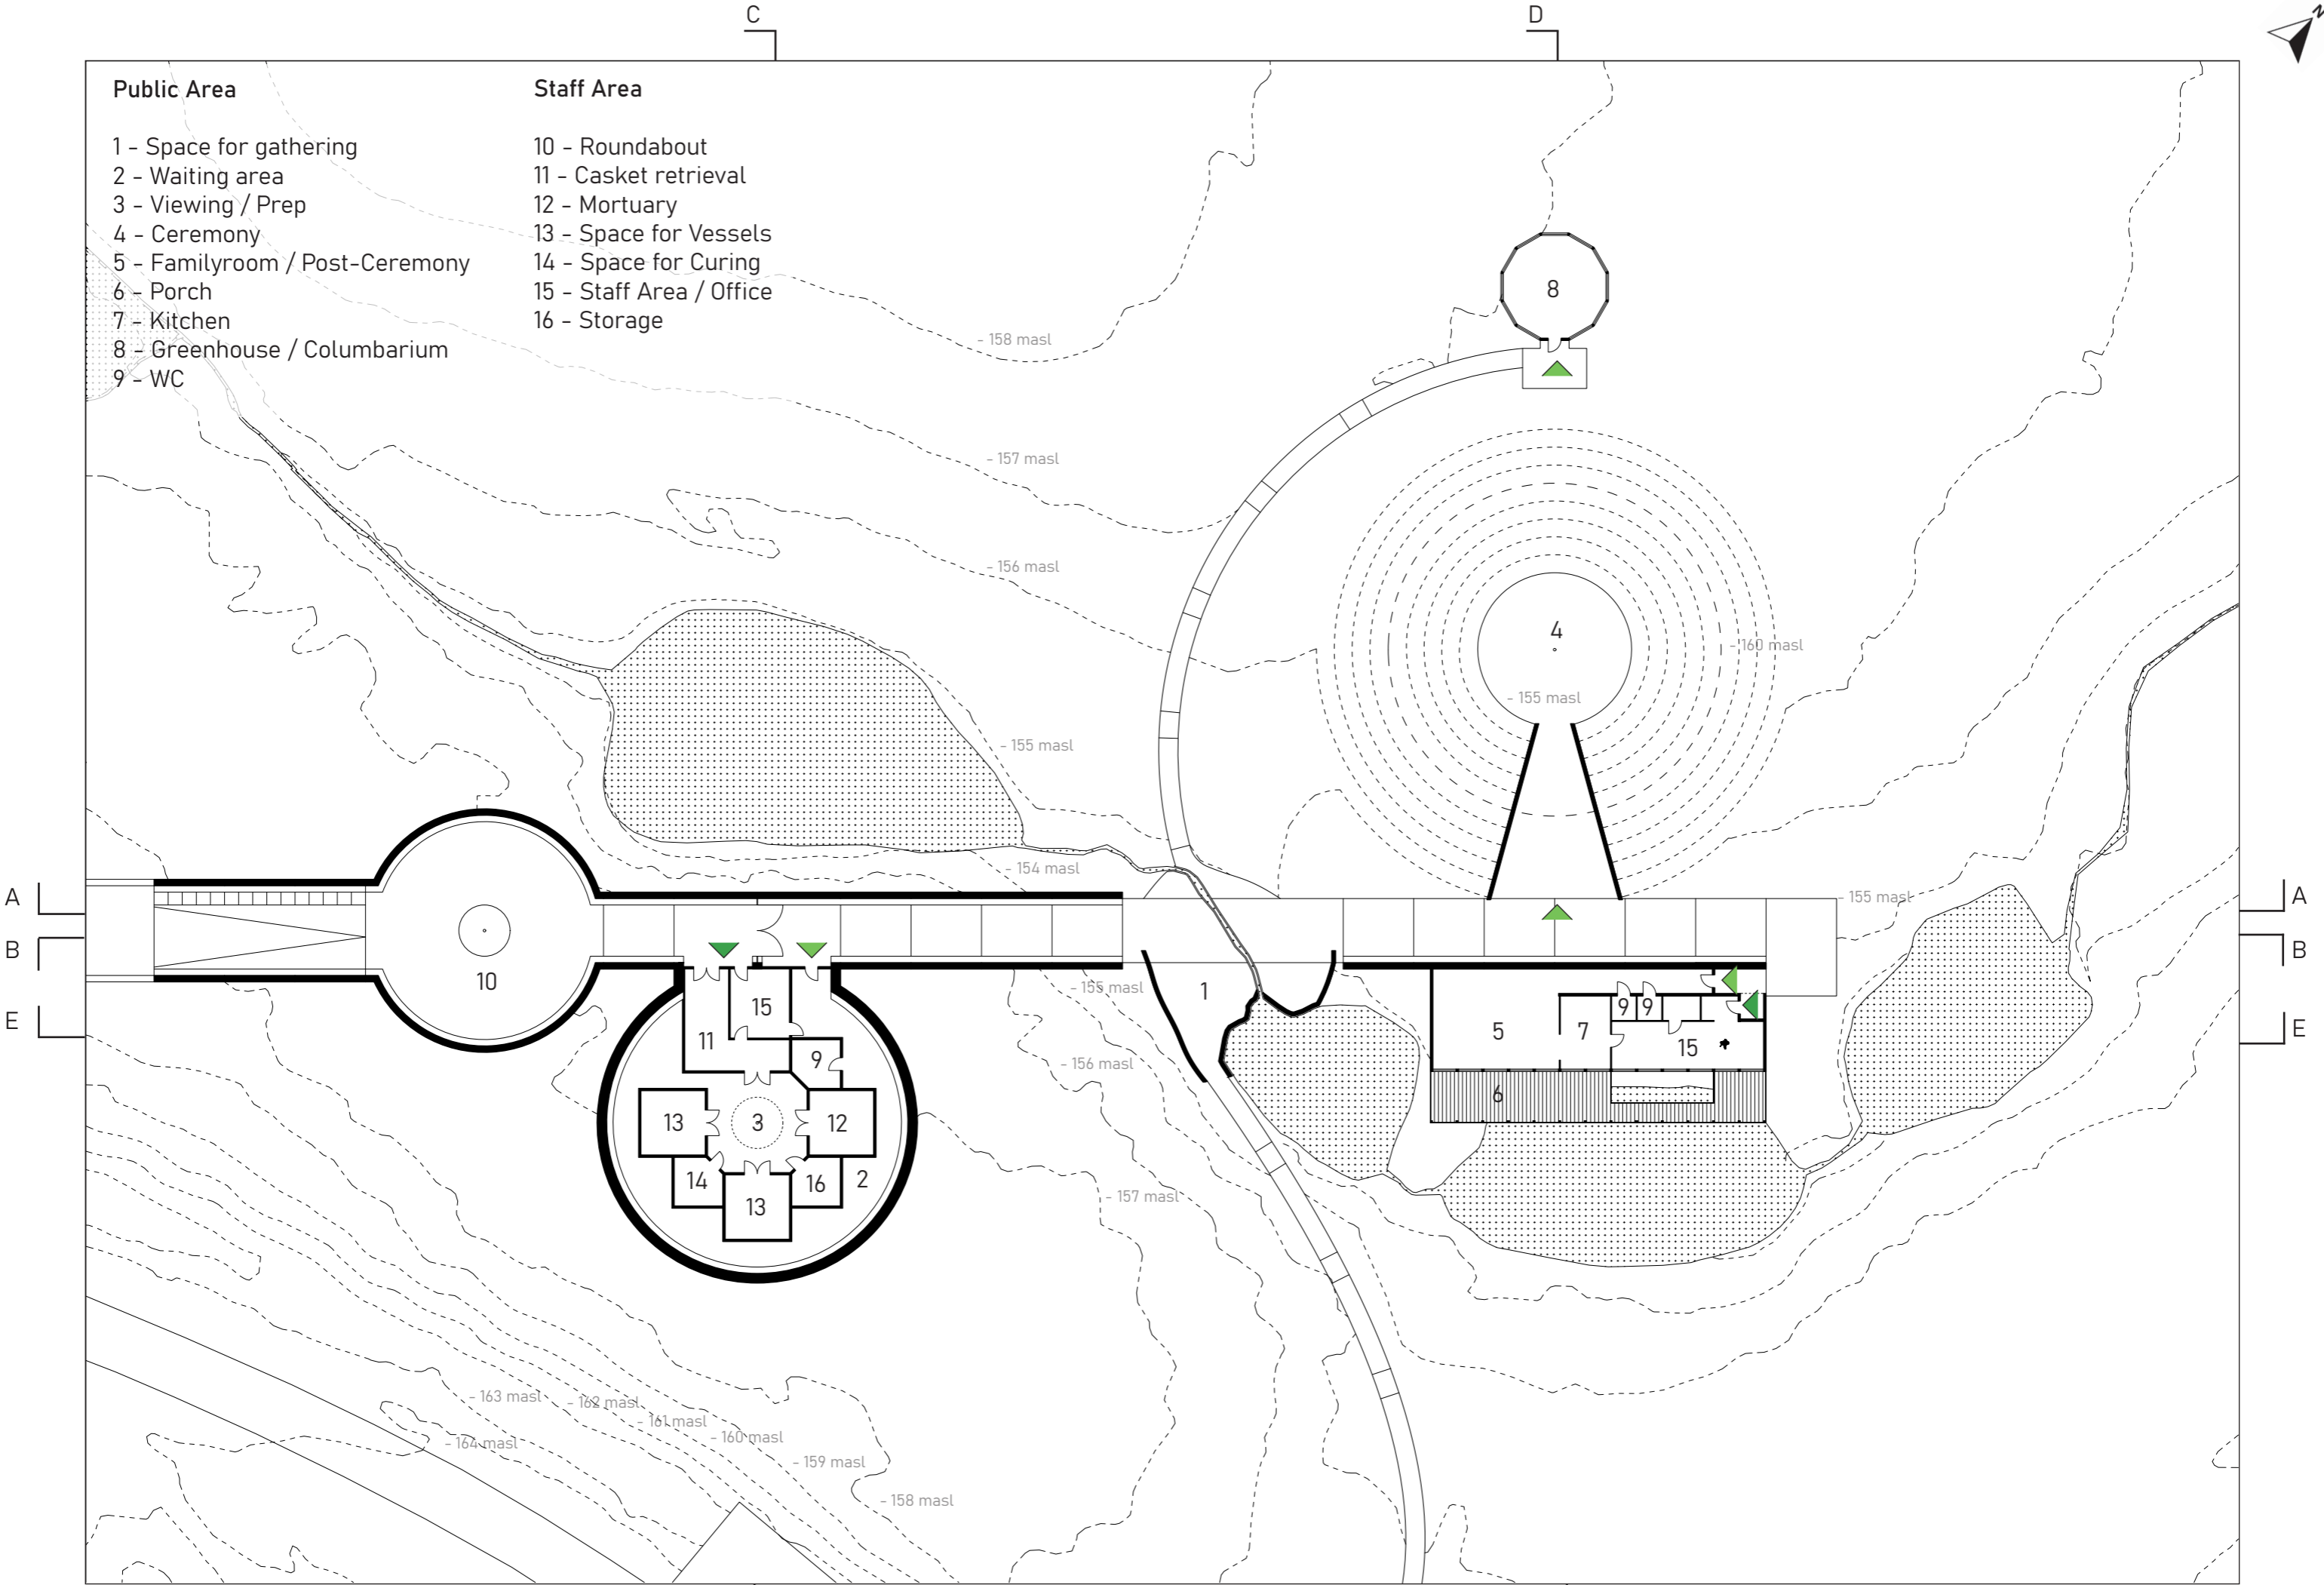 C
D
N
Public Area
1 - Space for gathering
2 - Waiting area
3 - Viewing / Prep
4 - Ceremony
5 - Familyroom / Post-Ceremony
6 - Porch
7 - Kitchen
8 - Greenhouse / Columbarium
9 - WC
Staff Area
10 - Roundabout
11 - Casket retrieval
12 - Mortuary
13 - Space for Vessels
14 - Space for Curing
15 - Staff Area / Office
16 - Storage
8
- 158 masl
- 157 masl
- 156 masl
4
- 160 masl
- 155 masl
- 155 masl
- 154 masl
- 155 masl
A
A
B
B
E
E
10
- 155 masl
1
15
11
9
5
7
9
9
15
- 156 masl
6
13
3
12
14
13
16
2
- 157 masl
- 163 masl
- 162 masl
- 161 masl
- 164 masl
- 160 masl
- 159 masl
- 158 masl